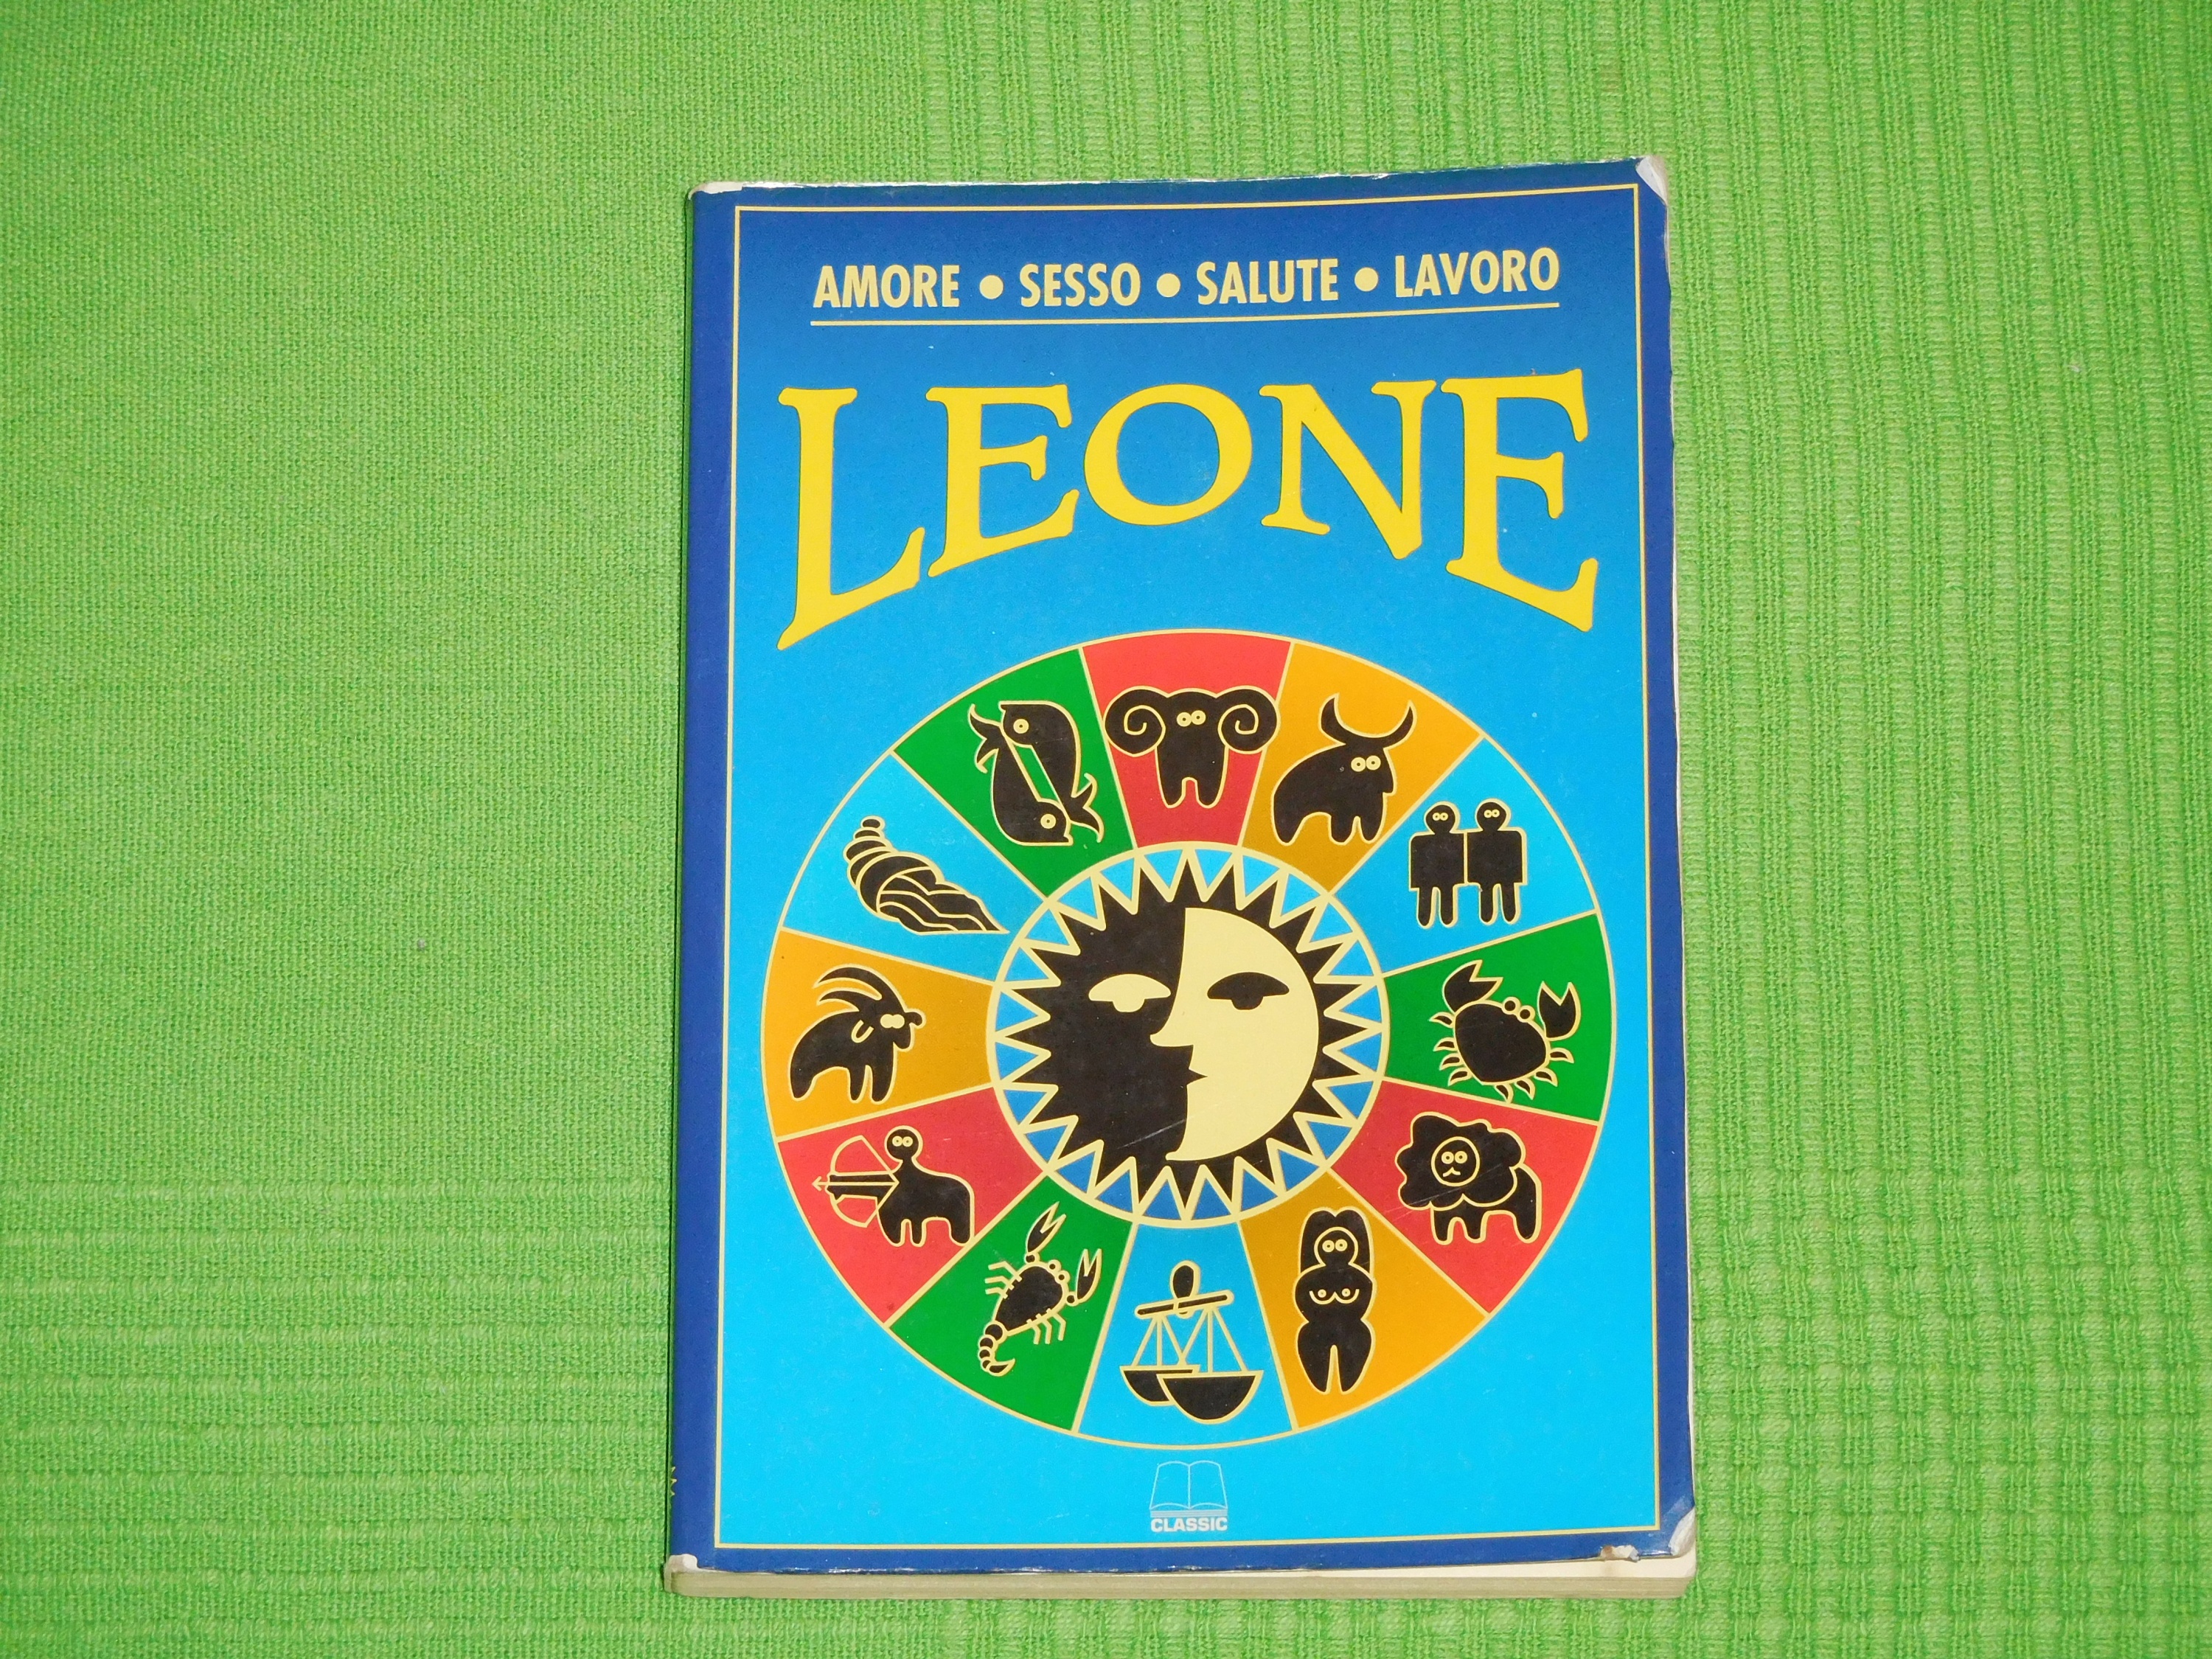 AMORE • SESSO • SALUTE • LAVORO
LEONE
CLASSIC